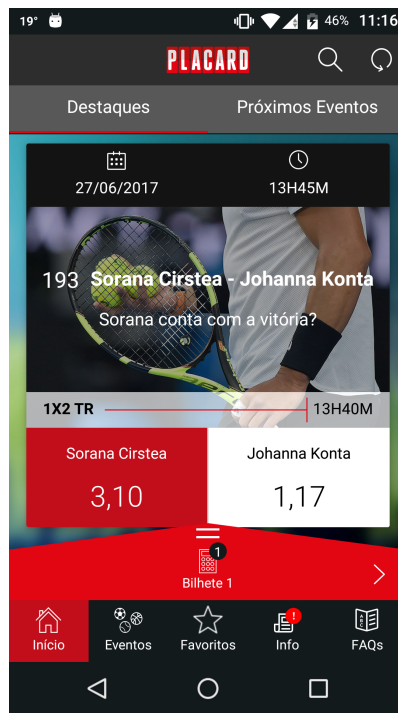 19° 46% 11:16
PLACARD
Destaques Próximos Eventos
27/06/2017 13H45M
193 Sorana Cirstea - Johanna Konta
Sorana conta com a vitória?
1X2 TR 13H40M
Sorana Cirstea Johanna Konta
3,10 1,17
1
Bilhete 1
!
ABC
Início Eventos Favoritos Info FAQs